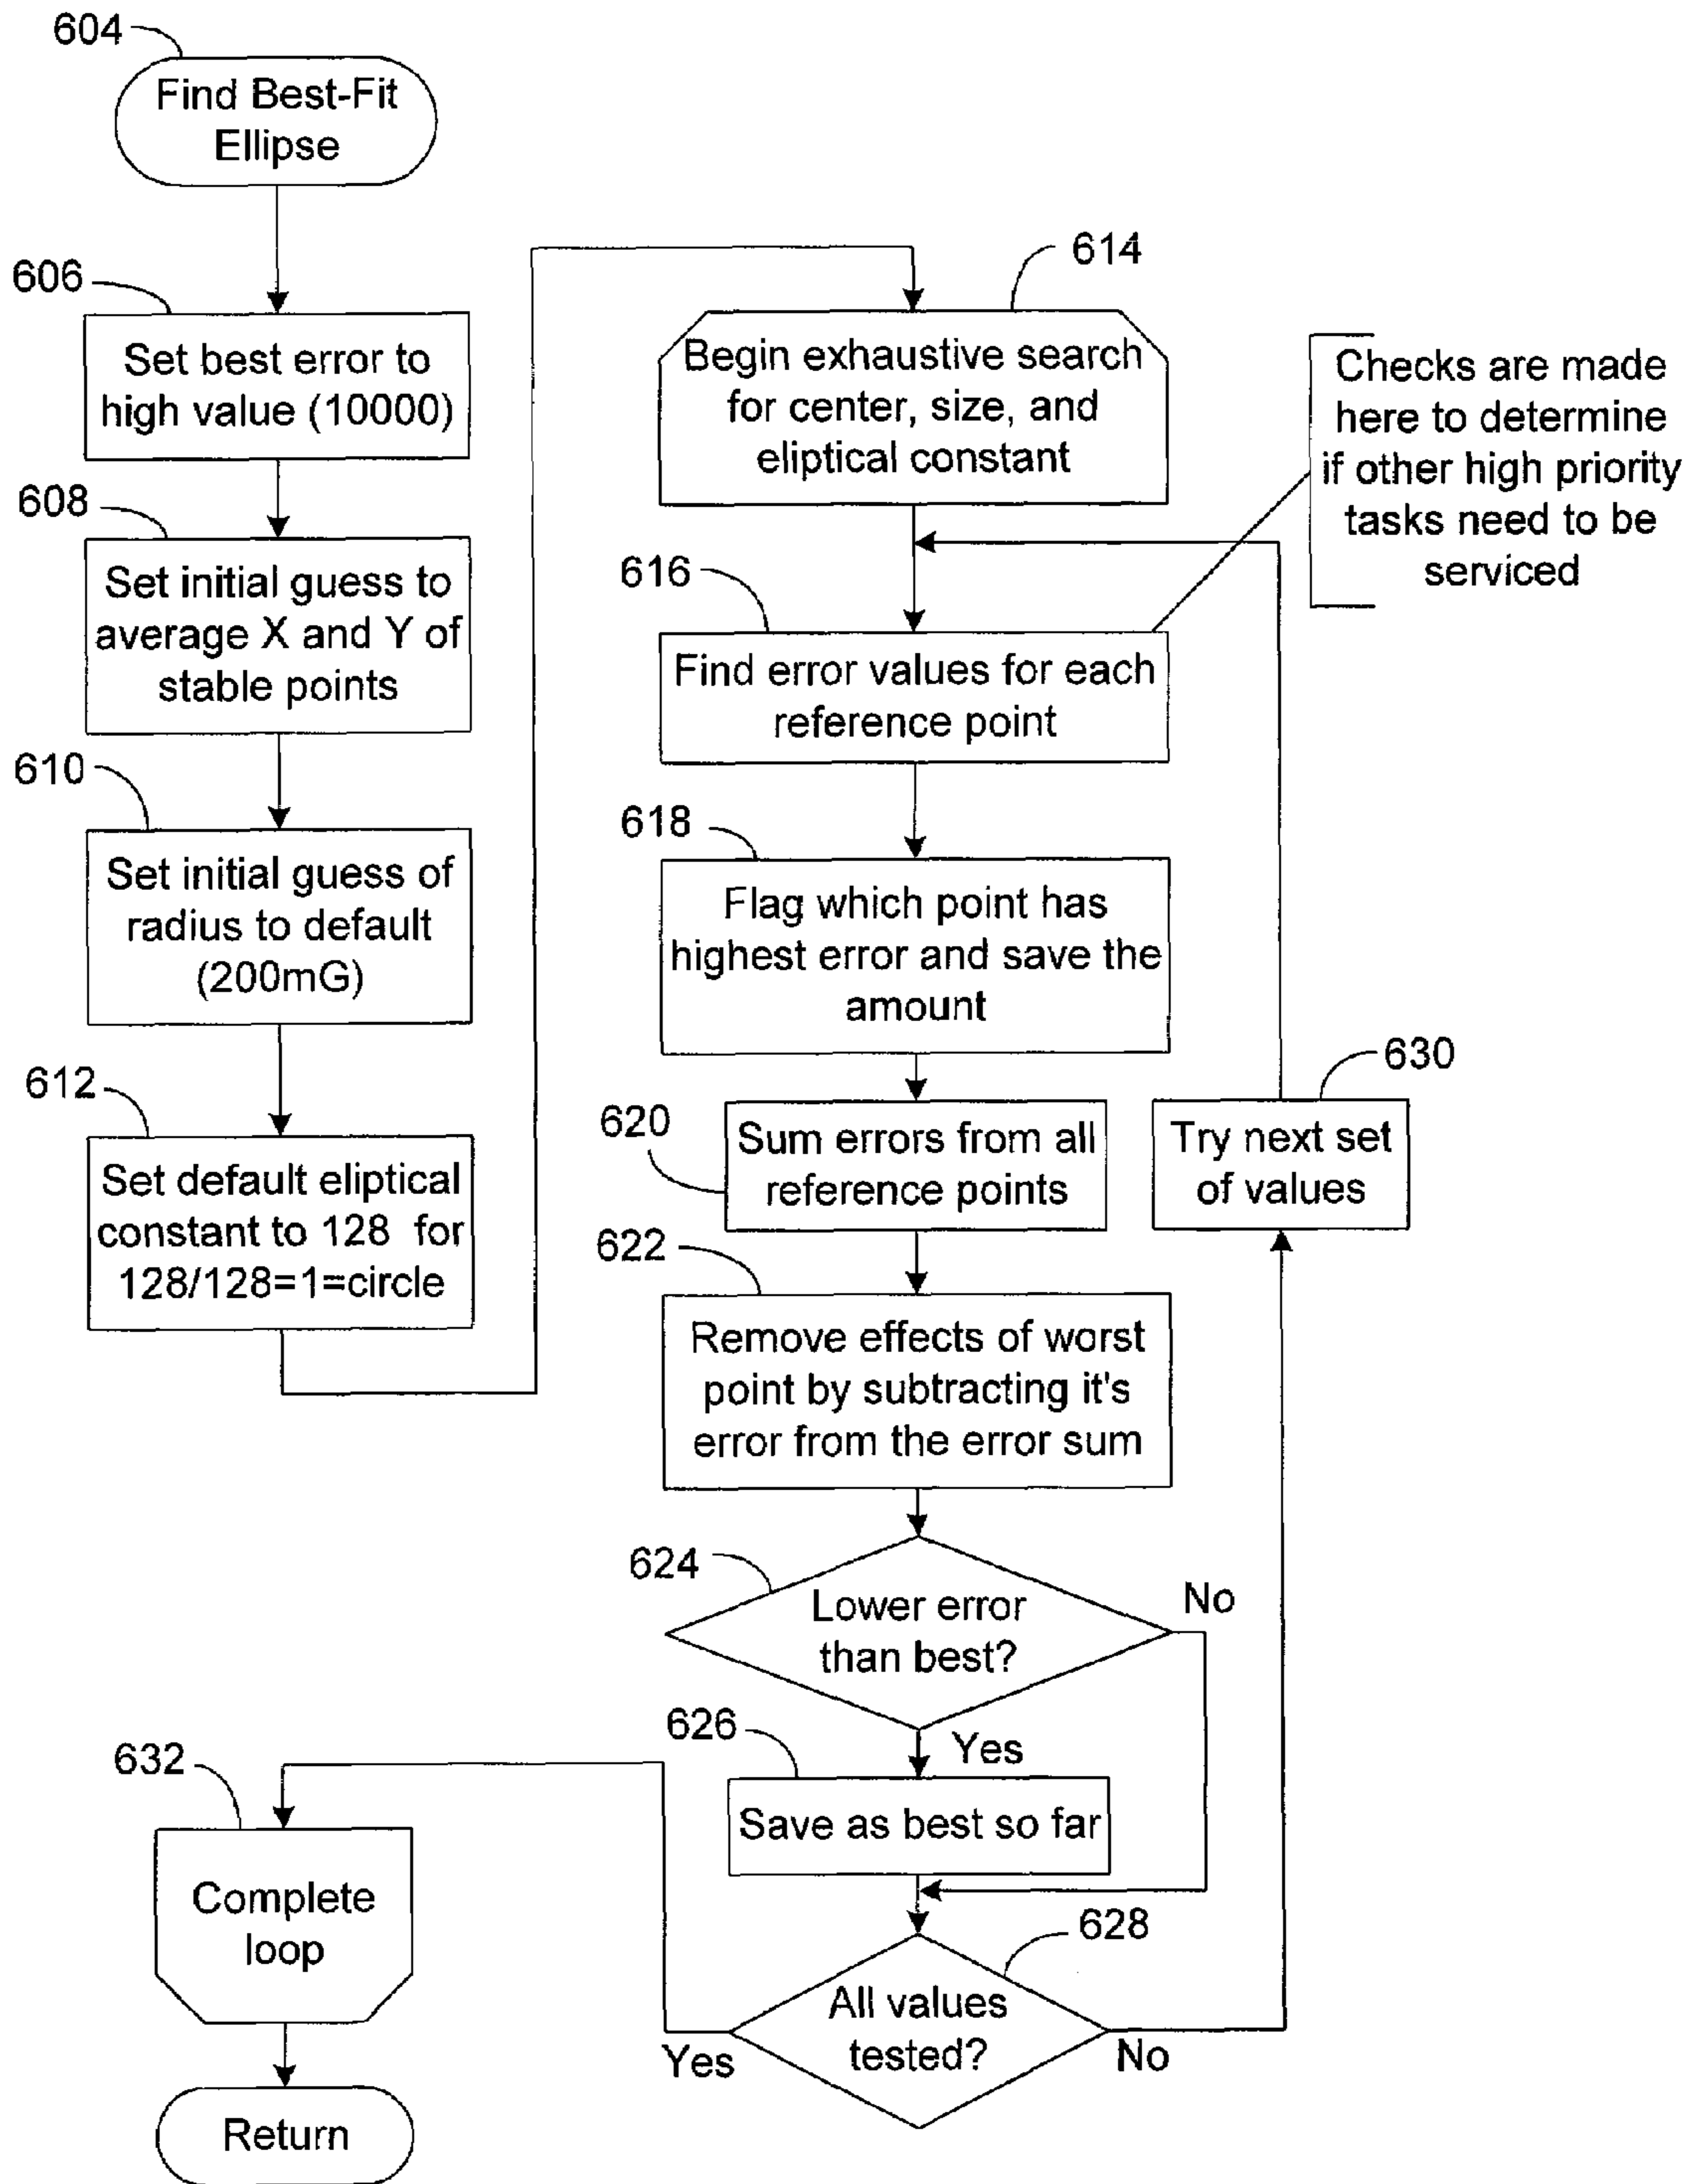 604
Find Best-Fit
Ellipse
606
Set best error to
high value (10000)
608
Set initial guess to
average X and Y of
stable points
610
Set initial guess of
radius to default
(200mG)
612
Set default eliptical
constant to 128 for
128/128=1=circle
614
Begin exhaustive search
for center, size, and
eliptical constant
Checks are made
here to determine
if other high priority
tasks need to be
serviced
616
Find error values for each
reference point
618
Flag which point has
highest error and save the
amount
620
Sum errors from all
reference points
630
Try next set
of values
622
Remove effects of worst
point by subtracting it's
error from the error sum
624
Lower error
than best?
No
Yes
626
Save as best so far
628
All values
tested?
Yes
No
632
Complete
loop
Return